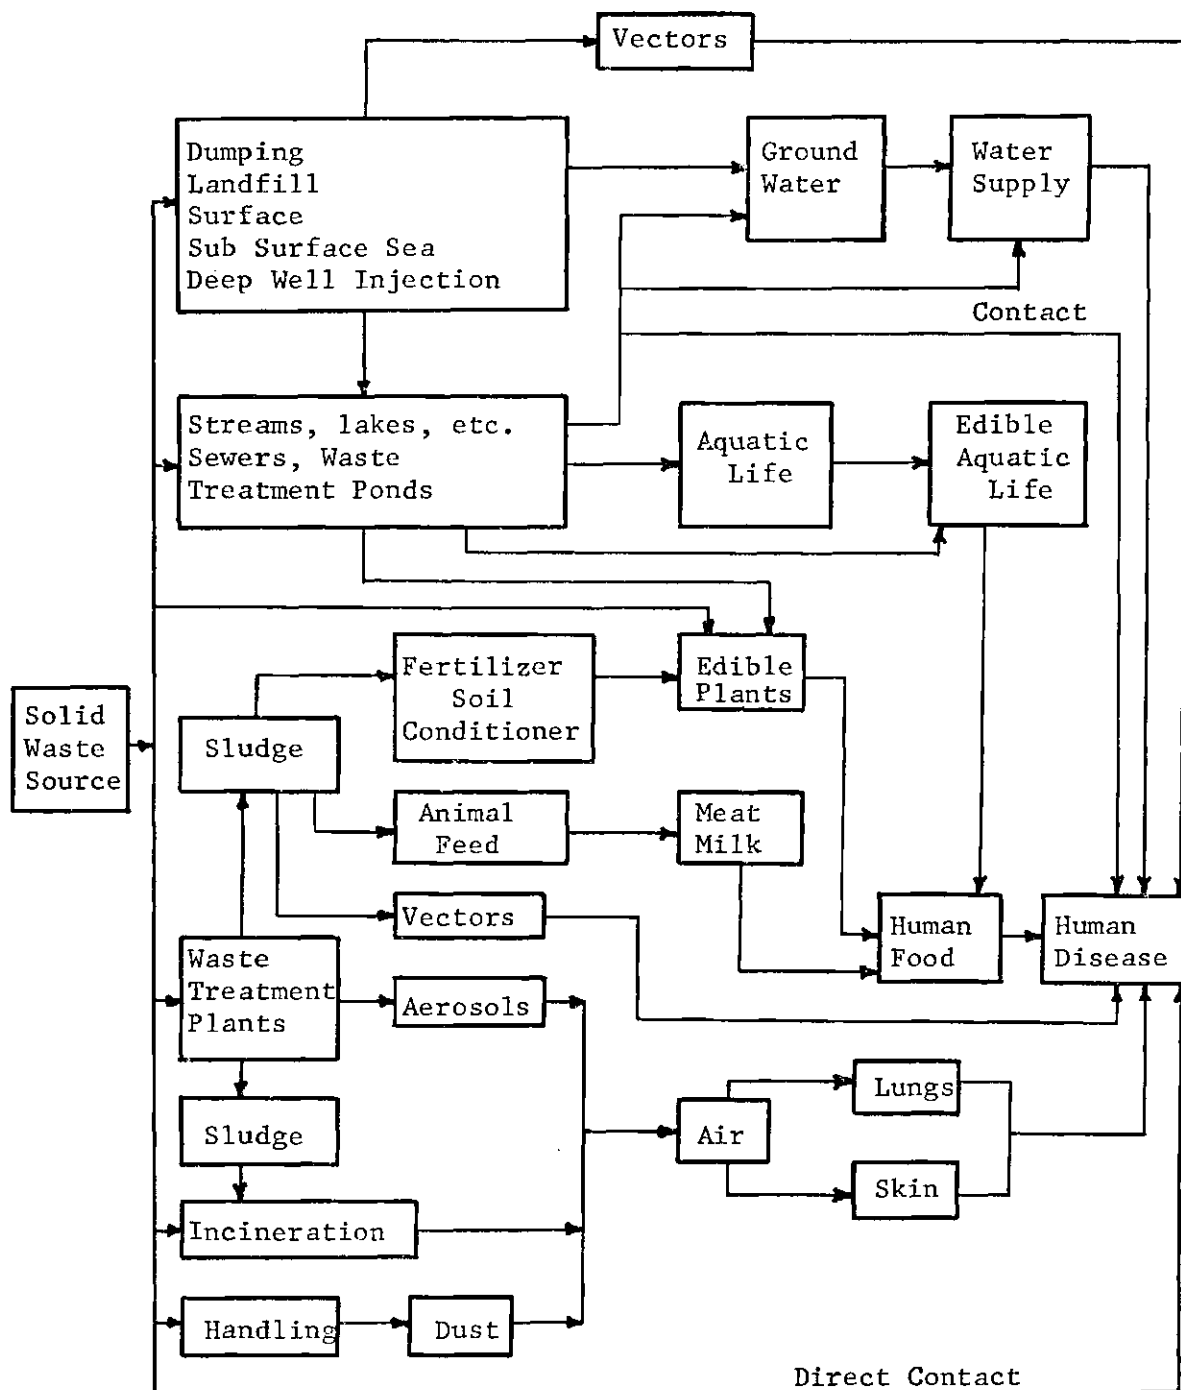 Vectors
Dumping
Landfill
Surface
Sub Surface Sea
Deep Well Injection
Ground
Water
Water
Supply
Contact
Streams, lakes, etc.
Sewers, Waste
Treatment Ponds
Aquatic
Life
Edible
Aquatic
Life
Solid
Waste
Source
Sludge
Fertilizer
Soil
Conditioner
Edible
Plants
Animal
Feed
Meat
Milk
Vectors
Human
Food
Human
Disease
Waste
Treatment
Plants
Aerosols
Sludge
Air
Lungs
Skin
Incineration
Handling
Dust
Direct Contact